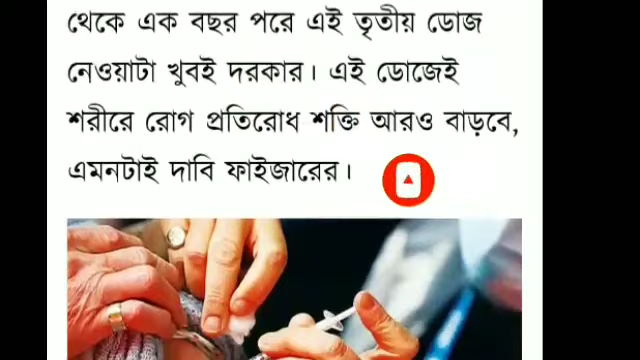 থেকে এক বছর পরে এই তৃতীয় ডোজ
নেওয়াটা খুবই দরকার। এই ডোজেই
শরীরে রোগ প্রতিরোধ শক্তি আরও বাড়বে,
এমনটাই দাবি ফাইজারের।